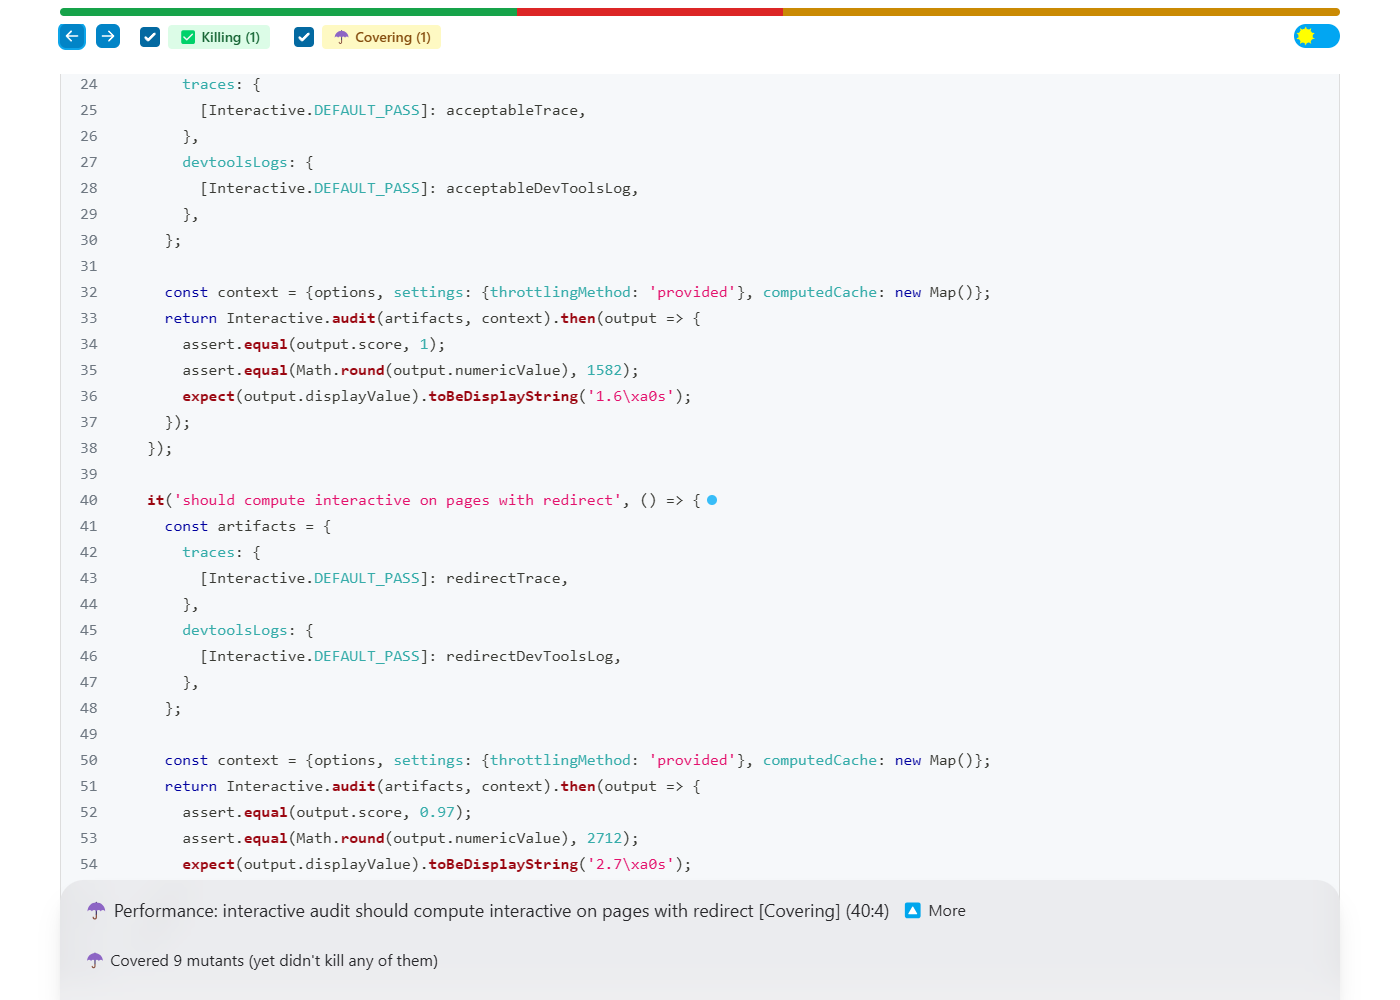 Killing (1) Covering (1)
24 traces: {
25 [Interactive.DEFAULT_PASS]: acceptableTrace,
26 },
27 devtoolsLogs: {
28 [Interactive.DEFAULT_PASS]: acceptableDevToolsLog,
29 },
30 };
31
32 const context = {options, settings: {throttlingMethod: 'provided'}, computedCache: new Map()};
33 return Interactive.audit(artifacts, context).then(output => {
34 assert.equal(output.score, 1);
35 assert.equal(Math.round(output.numericValue), 1582);
36 expect(output.displayValue).toBeDisplayString('1.6\xa0s');
37 });
38 });
39
40 it('should compute interactive on pages with redirect', () => {
41 const artifacts = {
42 traces: {
43 [Interactive.DEFAULT_PASS]: redirectTrace,
44 },
45 devtoolsLogs: {
46 [Interactive.DEFAULT_PASS]: redirectDevToolsLog,
47 },
48 };
49
50 const context = {options, settings: {throttlingMethod: 'provided'}, computedCache: new Map()};
51 return Interactive.audit(artifacts, context).then(output => {
52 assert.equal(output.score, 0.97);
53 assert.equal(Math.round(output.numericValue), 2712);
54 expect(output.displayValue).toBeDisplayString('2.7\xa0s');
Performance: interactive audit should compute interactive on pages with redirect [Covering] (40:4) More
Covered 9 mutants (yet didn't kill any of them)